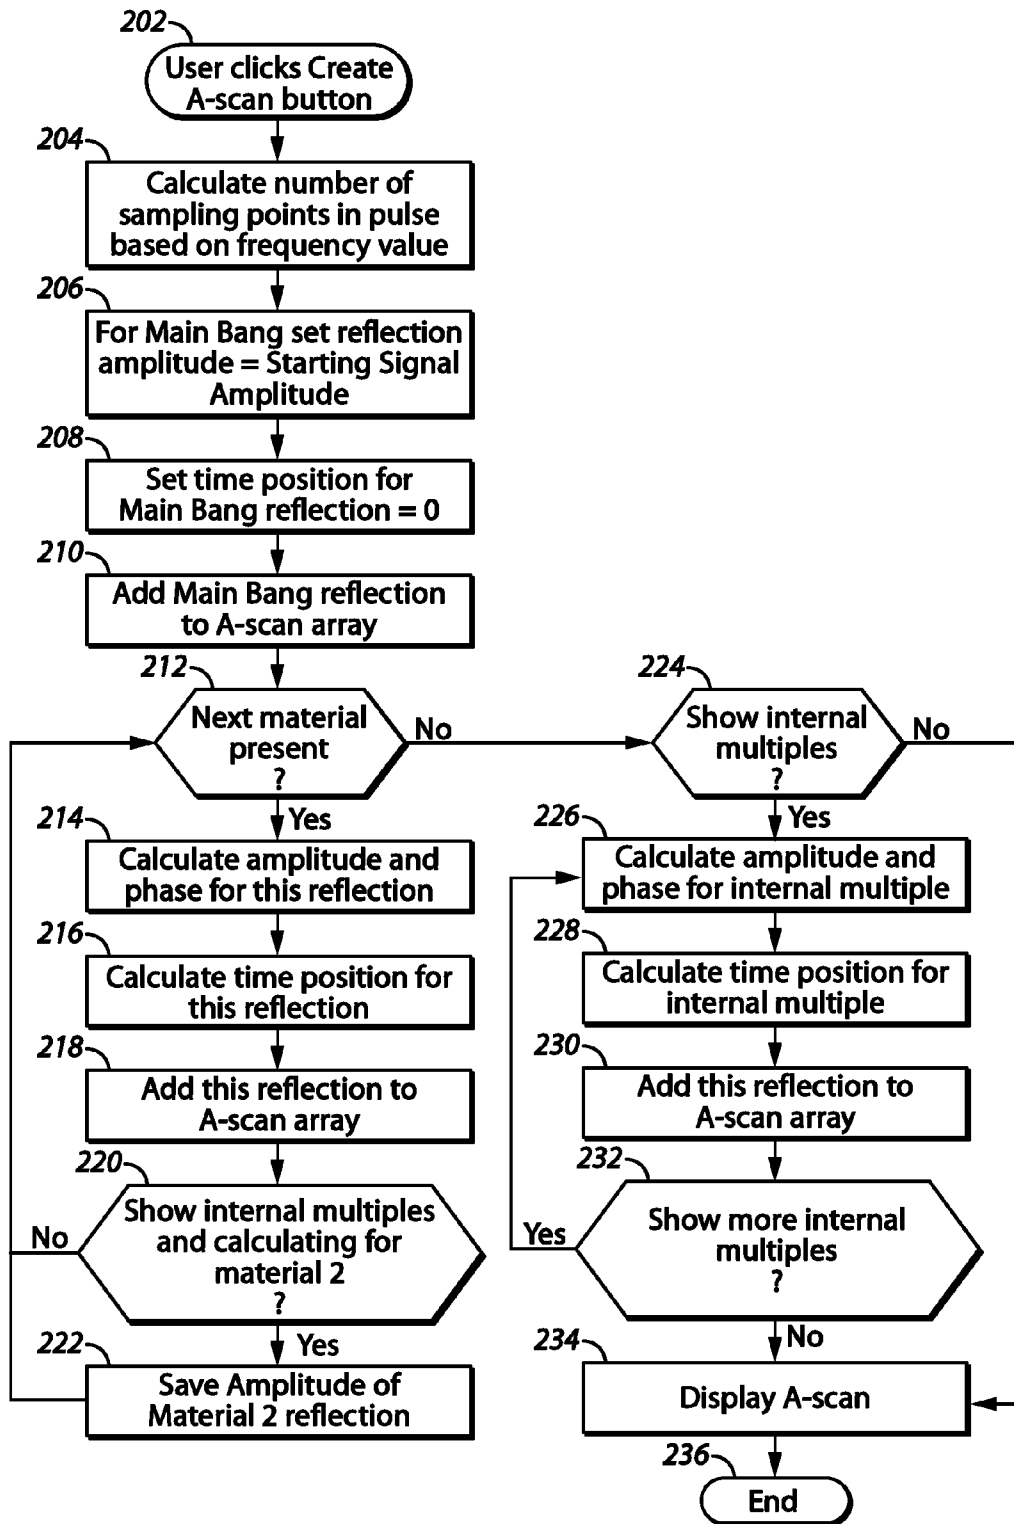 202
User clicks Create
A-scan button
204
Calculate number of
sampling points in pulse
based on frequency value
206
For Main Bang set reflection
amplitude = Starting Signal
Amplitude
208
Set time position for
Main Bang reflection = 0
210
Add Main Bang reflection
to A-scan array
212
Next material
present
?
No
Yes
214
Calculate amplitude and
phase for this reflection
216
Calculate time position for
this reflection
218
Add this reflection to
A-scan array
220
Show internal multiples
and calculating for
material 2
?
No
Yes
222
Save Amplitude of
Material 2 reflection
224
Show internal
multiples
?
No
Yes
226
Calculate amplitude and
phase for internal multiple
228
Calculate time position for
internal multiple
230
Add this reflection to
A-scan array
232
Show more internal
multiples
?
Yes
No
234
Display A-scan
236
End